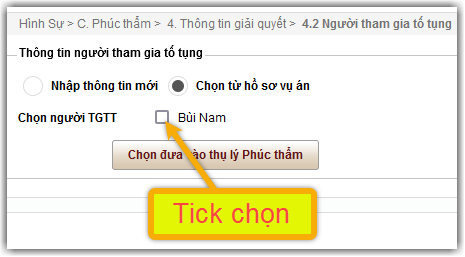 Hình Sự > C. Phúc thẩm > 4. Thông tin giải quyết > 4.2 Người tham gia tố tụng
Thông tin người tham gia tố tụng
Nhập thông tin mới Chọn từ hồ sơ vụ án
Chọn người TGTT Bùi Nam
Chọn đưa vào thụ lý Phúc thẩm
Tick chọn